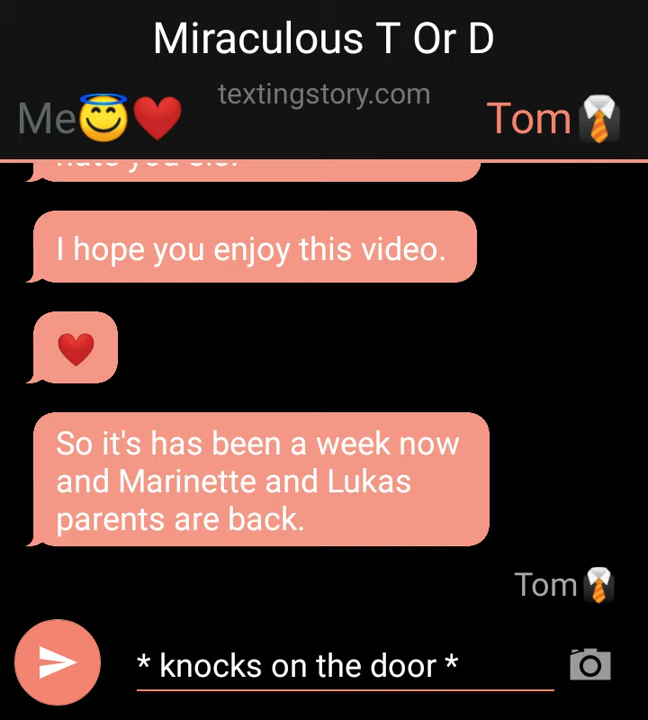 Miraculous T Or D
textingstory.com
Me😇❤️
Tom👔
I hope you enjoy this video.
❤️
So it's has been a week now
and Marinette and Lukas
parents are back.
Tom👔
* knocks on the door *